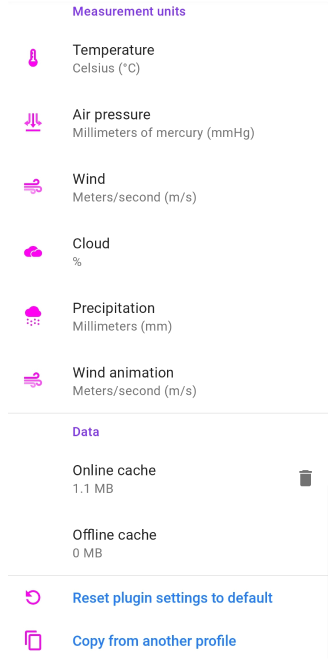 Measurement units
Temperature
Celsius (°C)
Air pressure
Millimeters of mercury (mmHg)
Wind
Meters/second (m/s)
Cloud
%
Precipitation
Millimeters (mm)
Wind animation
Meters/second (m/s)
Data
Online cache
1.1 MB
Offline cache
0 MB
Reset plugin settings to default
Copy from another profile